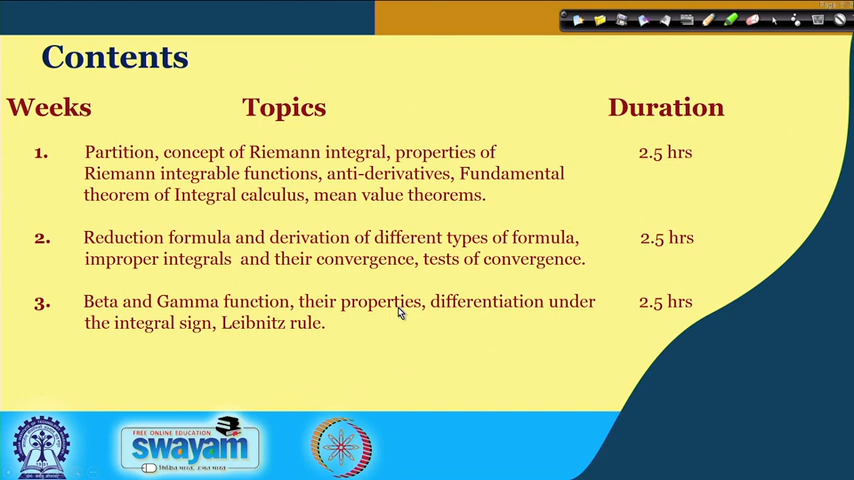 Contents
Weeks Topics Duration
1. Partition, concept of Riemann integral, properties of 2.5 hrs
Riemann integrable functions, anti-derivatives, Fundamental
theorem of Integral calculus, mean value theorems.
2. Reduction formula and derivation of different types of formula, 2.5 hrs
improper integrals and their convergence, tests of convergence.
3. Beta and Gamma function, their properties, differentiation under 2.5 hrs
the integral sign, Leibnitz rule.
FREE ONLINE EDUCATION
swayam